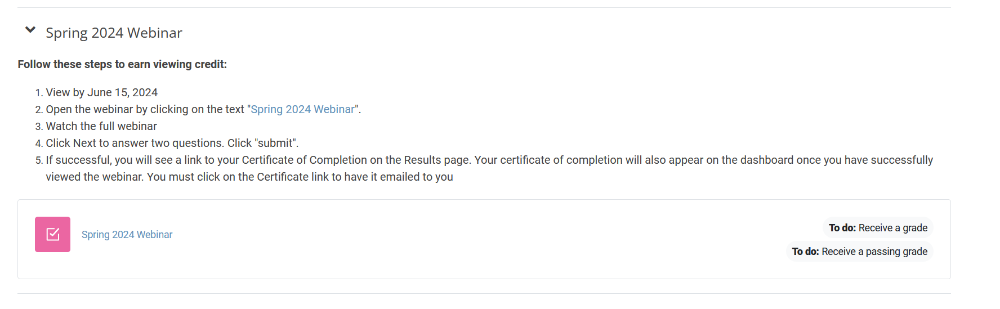 Spring 2024 Webinar
Follow these steps to earn viewing credit:
1. View by June 15, 2024
2. Open the webinar by clicking on the text "Spring 2024 Webinar".
3. Watch the full webinar
4. Click Next to answer two questions. Click "submit".
5. If successful, you will see a link to your Certificate of Completion on the Results page. Your certificate of completion will also appear on the dashboard once you have successfully
viewed the webinar. You must click on the Certificate link to have it emailed to you
Spring 2024 Webinar
To do: Receive a grade
To do: Receive a passing grade